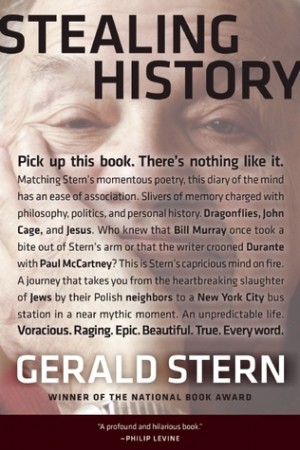 STEALING
HISTORY
Pick up this book. There's nothing like it.
Matching Stern's momentous poetry, this diary of the mind
has an ease of association. Slivers of memory charged with
philosophy, politics, and personal history. Dragonflies, John
Cage, and Jesus. Who knew that Bill Murray once took a
bite out of Stern's arm or that the writer crooned Durante
with Paul McCartney? This is Stern's capricious mind on fire.
A journey that takes you from the heartbreaking slaughter
of Jews by their Polish neighbors to a New York City bus
station in a near mythic moment. An unpredictable life.
Voracious. Raging. Epic. Beautiful. True. Every word.
GERALD STERN
WINNER OF THE NATIONAL BOOK AWARD
"A profound and hilarious book."
—PHILIP LEVINE